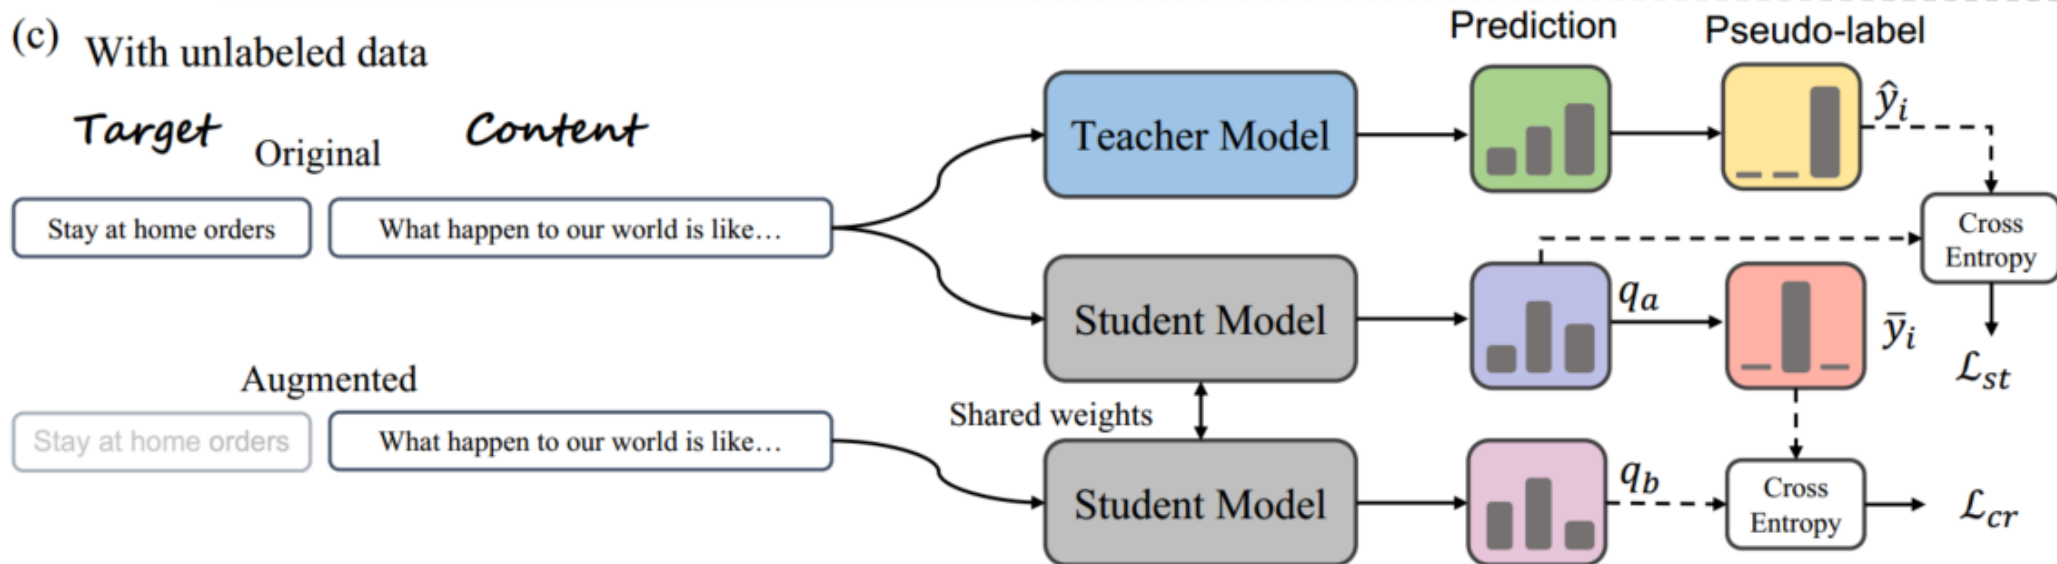 (c) With unlabeled data
Target
Content
Original
Stay at home orders
What happen to our world is like...
Augmented
Stay at home orders
What happen to our world is like...
Teacher Model
Student Model
Shared weights
Student Model
Prediction
Pseudo-label
ŷᵢ
Cross
Entropy
qₐ
ȳᵢ
ℒst
q_b
Cross
Entropy
ℒcr